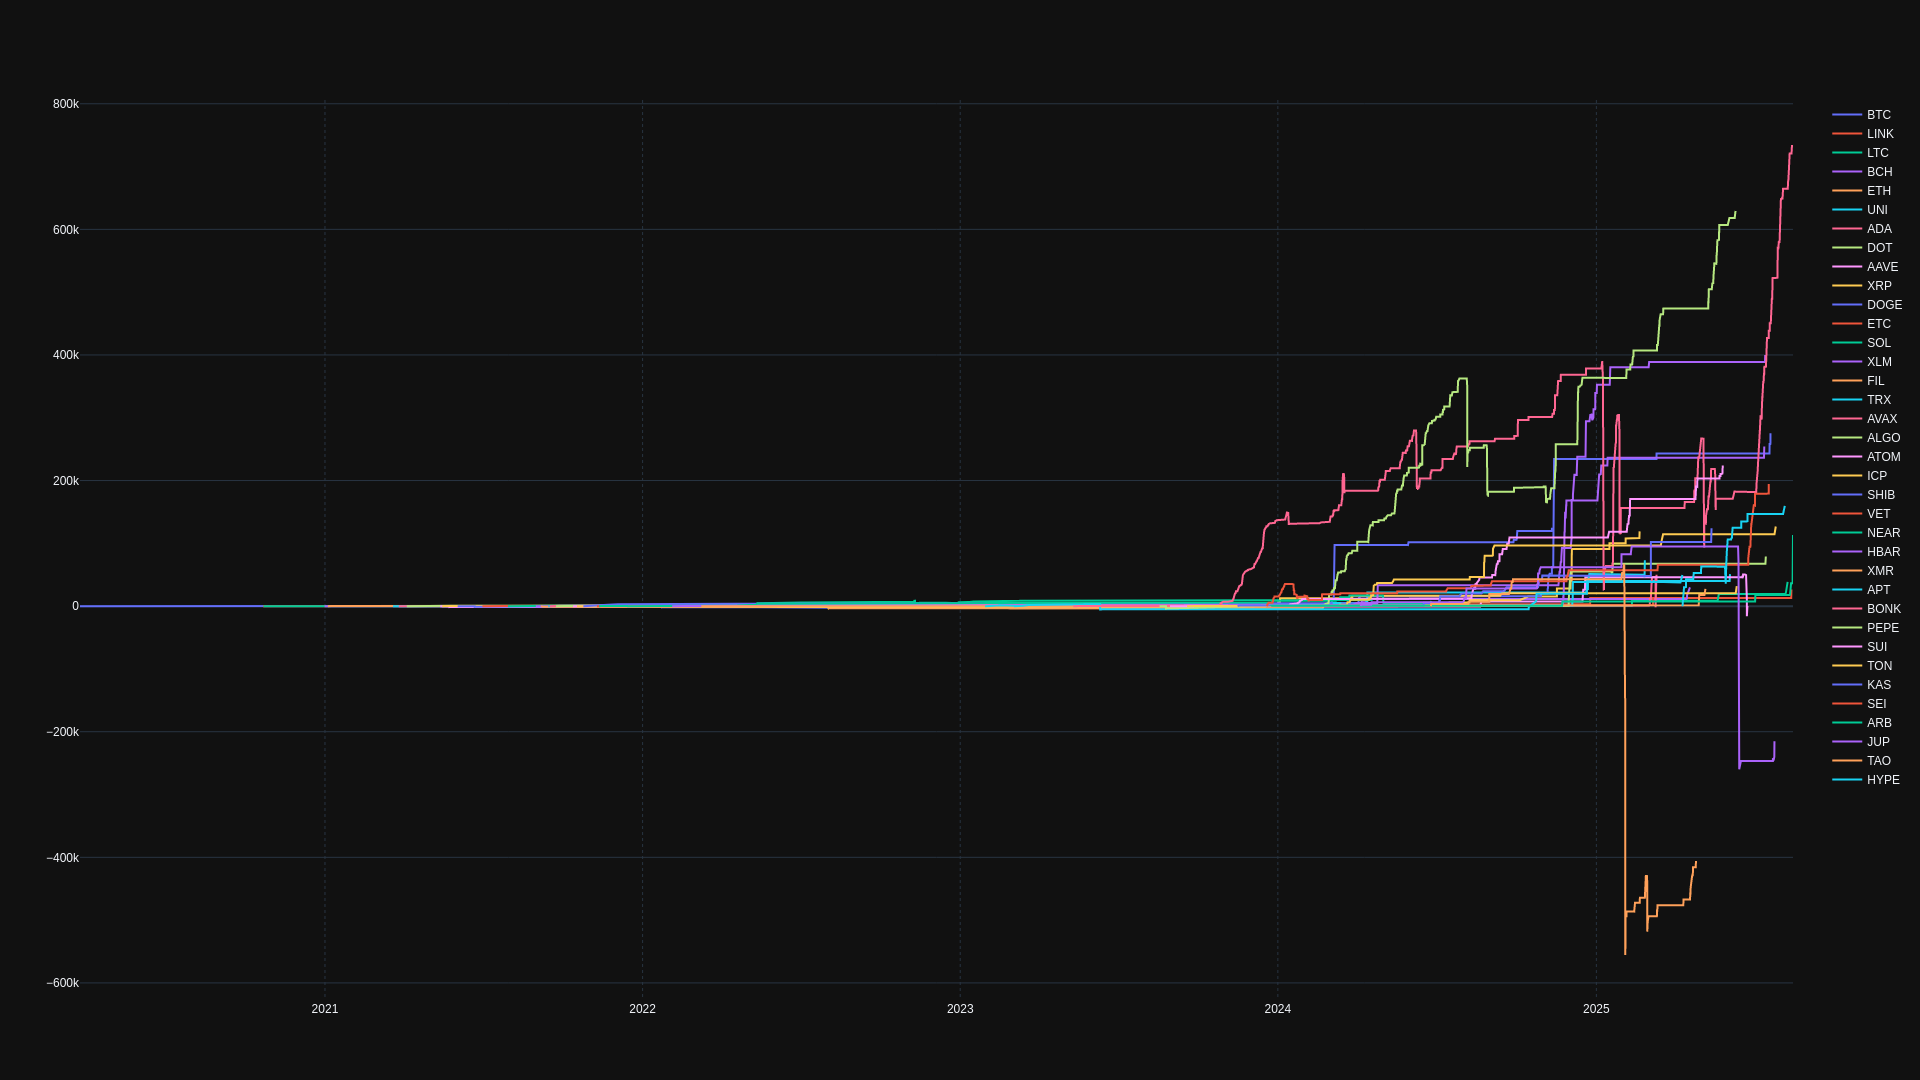 800k
600k
400k
200k
0
−200k
−400k
−600k
2021
2022
2023
2024
2025
BTC
LINK
LTC
BCH
ETH
UNI
ADA
DOT
AAVE
XRP
DOGE
ETC
SOL
XLM
FIL
TRX
AVAX
ALGO
ATOM
ICP
SHIB
VET
NEAR
HBAR
XMR
APT
BONK
PEPE
SUI
TON
KAS
SEI
ARB
JUP
TAO
HYPE